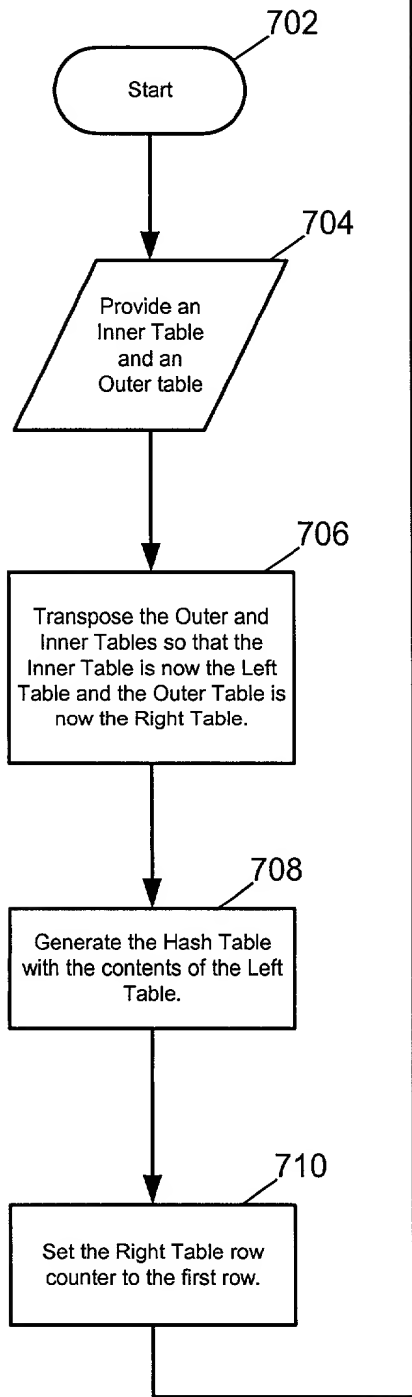 702
Start
704
Provide an
Inner Table
and an
Outer table
706
Transpose the Outer and
Inner Tables so that the
Inner Table is now the Left
Table and the Outer Table is
now the Right Table.
708
Generate the Hash Table
with the contents of the Left
Table.
710
Set the Right Table row
counter to the first row.